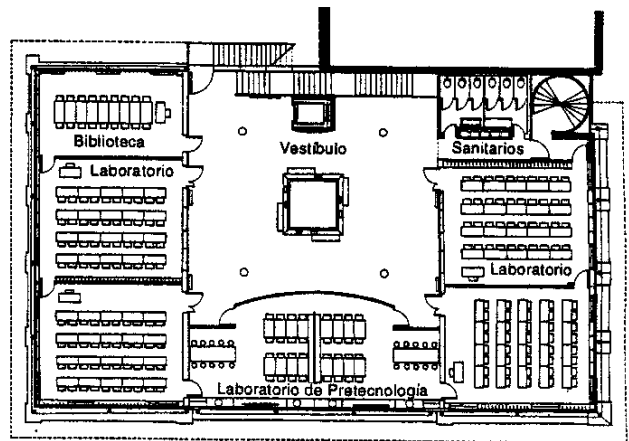 Biblioteca
Vestíbulo
Sanitarios
Laboratorio
Laboratorio
Laboratorio de Pretecnología